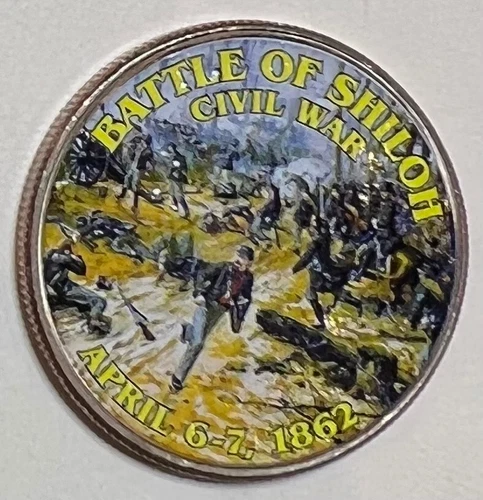 BATTLE OF SHILOH
CIVIL WAR
APRIL 6-7, 1862